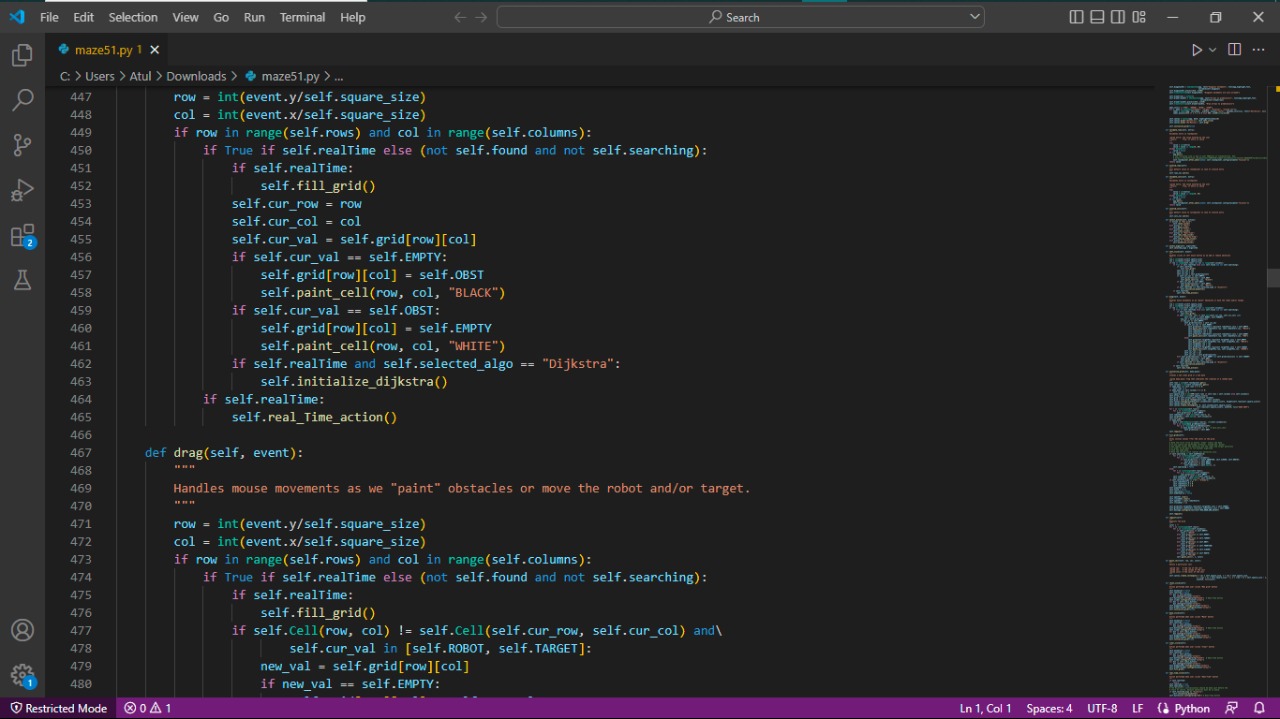 File Edit Selection View Go Run Terminal Help
Search
maze51.py 1
C: > Users > Atul > Downloads > maze51.py > ...
447 row = int(event.y/self.square_size)
448 col = int(event.x/self.square_size)
449 if row in range(self.rows) and col in range(self.columns):
450 if True if self.realTime else (not self.found and not self.searching):
451 if self.realTime:
452 self.fill_grid()
453 self.cur_row = row
454 self.cur_col = col
455 self.cur_val = self.grid[row][col]
456 if self.cur_val == self.EMPTY:
457 self.grid[row][col] = self.OBST
458 self.paint_cell(row, col, "BLACK")
459 if self.cur_val == self.OBST:
460 self.grid[row][col] = self.EMPTY
461 self.paint_cell(row, col, "WHITE")
462 if self.realTime and self.selected_algo == "Dijkstra":
463 self.initialize_dijkstra()
464 if self.realTime:
465 self.real_Time_action()
466
467 def drag(self, event):
468 """
469 Handles mouse movements as we "paint" obstacles or move the robot and/or target.
470 """
471 row = int(event.y/self.square_size)
472 col = int(event.x/self.square_size)
473 if row in range(self.rows) and col in range(self.columns):
474 if True if self.realTime else (not self.found and not self.searching):
475 if self.realTime:
476 self.fill_grid()
477 if self.Cell(row, col) != self.Cell(self.cur_row, self.cur_col) and\
478 self.cur_val in [self.ROBOT, self.TARGET]:
479 new_val = self.grid[row][col]
480 if new_val == self.EMPTY:
2
1
Restricted Mode 0 1 Ln 1, Col 1 Spaces: 4 UTF-8 LF Python